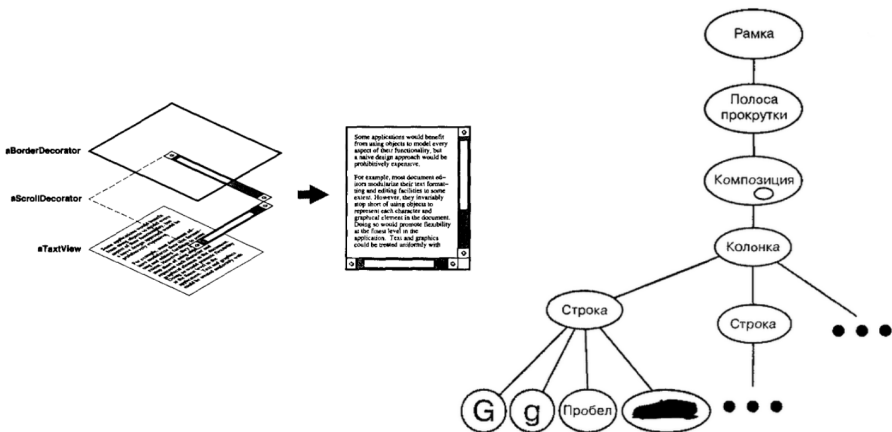 aBorderDecorator
aScrollDecorator
aTextView
Some applications would benefit
from using objects to model every
aspect of their functionality, but
a naive design approach would be
prohibitively expensive.
For example, most document ed-
itors modularize their text format-
ting and editing facilities to some
extent. However, they invariably
stop short of using objects to
represent each character and
graphical element in the document.
Doing so would promote flexibility
at the finest level in the
application. Text and graphics
could be treated uniformly with
Рамка
Полоса
прокрутки
Композиция
Колонка
Строка
Строка
G
g
Пробел